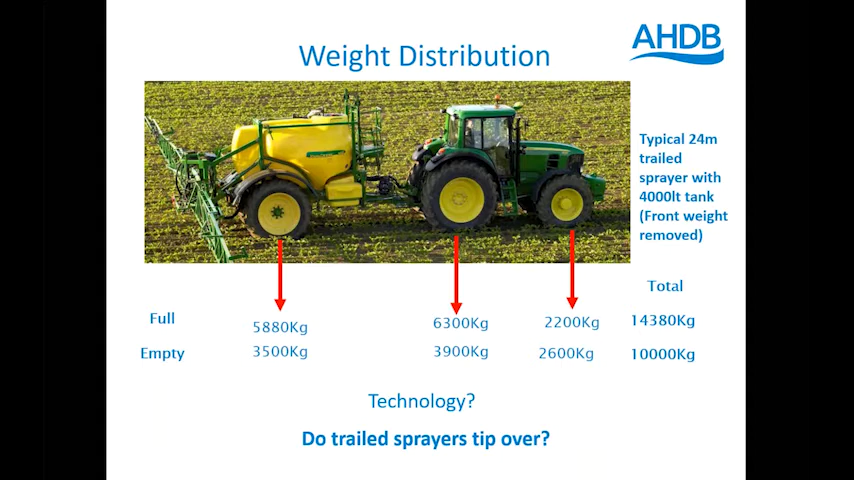 AHDB
Weight Distribution
Typical 24m
trailed
sprayer with
4000lt tank
(Front weight
removed)
Total
Full 5880Kg 6300Kg 2200Kg 14380Kg
Empty 3500Kg 3900Kg 2600Kg 10000Kg
Technology?
Do trailed sprayers tip over?